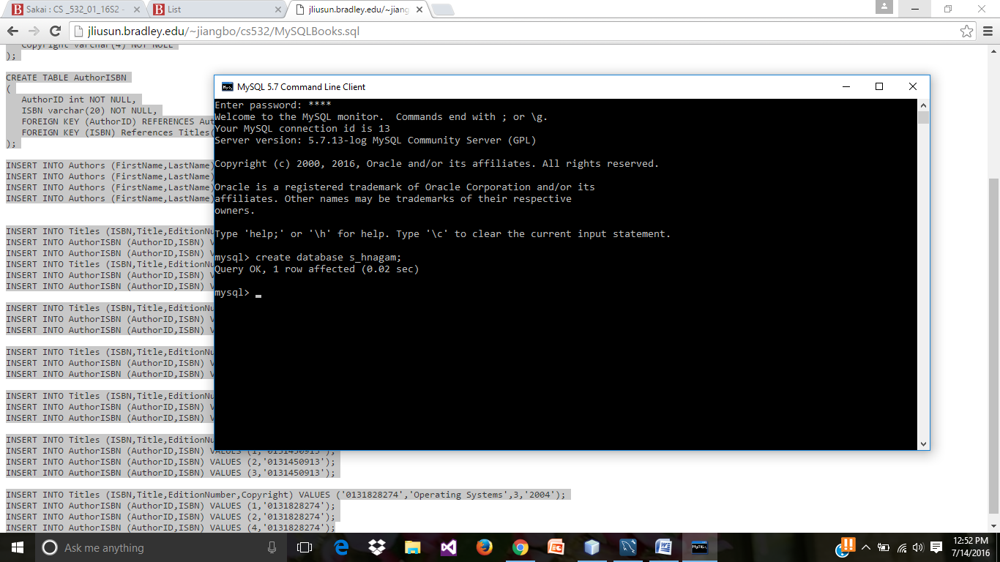 Sakai : CS _532_01_16S2 -
List
jliusun.bradley.edu/~jiang
jliusun.bradley.edu/~jiangbo/cs532/MySQLBooks.sql
Copyright varchar(4) NOT NULL
);
CREATE TABLE AuthorISBN
(
AuthorID int NOT NULL,
ISBN varchar(20) NOT NULL,
FOREIGN KEY (AuthorID) REFERENCES Aut
FOREIGN KEY (ISBN) References Titles(
);
INSERT INTO Authors (FirstName,LastName)
INSERT INTO Authors (FirstName,LastName)
INSERT INTO Authors (FirstName,LastName)
INSERT INTO Authors (FirstName,LastName)
INSERT INTO Titles (ISBN,Title,EditionNu
INSERT INTO AuthorISBN (AuthorID,ISBN) V
INSERT INTO AuthorISBN (AuthorID,ISBN) V
INSERT INTO Titles (ISBN,Title,EditionNu
INSERT INTO AuthorISBN (AuthorID,ISBN) V
INSERT INTO AuthorISBN (AuthorID,ISBN) V
INSERT INTO Titles (ISBN,Title,EditionNu
INSERT INTO AuthorISBN (AuthorID,ISBN) V
INSERT INTO AuthorISBN (AuthorID,ISBN) V
INSERT INTO Titles (ISBN,Title,EditionNu
INSERT INTO AuthorISBN (AuthorID,ISBN) V
INSERT INTO AuthorISBN (AuthorID,ISBN) V
INSERT INTO Titles (ISBN,Title,EditionNu
INSERT INTO AuthorISBN (AuthorID,ISBN) V
INSERT INTO AuthorISBN (AuthorID,ISBN) V
INSERT INTO Titles (ISBN,Title,EditionNu
INSERT INTO AuthorISBN (AuthorID,ISBN) VALUES (1,'0131450913');
INSERT INTO AuthorISBN (AuthorID,ISBN) VALUES (2,'0131450913');
INSERT INTO AuthorISBN (AuthorID,ISBN) VALUES (3,'0131450913');
INSERT INTO Titles (ISBN,Title,EditionNumber,Copyright) VALUES ('0131828274','Operating Systems',3,'2004');
INSERT INTO AuthorISBN (AuthorID,ISBN) VALUES (1,'0131828274');
INSERT INTO AuthorISBN (AuthorID,ISBN) VALUES (2,'0131828274');
INSERT INTO AuthorISBN (AuthorID,ISBN) VALUES (4,'0131828274');
MySQL 5.7 Command Line Client
Enter password: ****
Welcome to the MySQL monitor.  Commands end with ; or \g.
Your MySQL connection id is 13
Server version: 5.7.13-log MySQL Community Server (GPL)
Copyright (c) 2000, 2016, Oracle and/or its affiliates. All rights reserved.
Oracle is a registered trademark of Oracle Corporation and/or its
affiliates. Other names may be trademarks of their respective
owners.
Type 'help;' or '\h' for help. Type '\c' to clear the current input statement.
mysql> create database s_hnagam;
Query OK, 1 row affected (0.02 sec)
mysql> _
Ask me anything
12:52 PM
7/14/2016